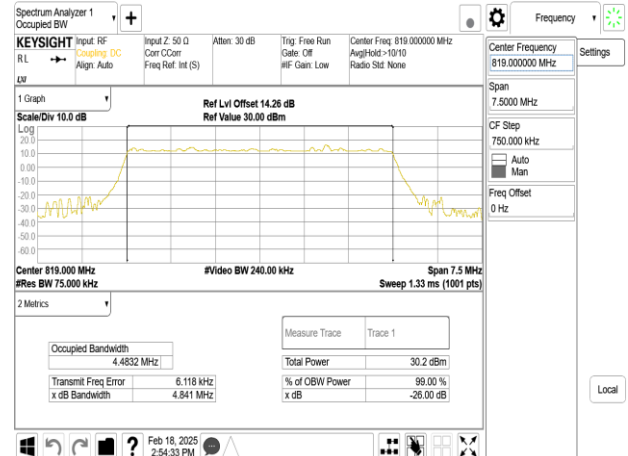 Spectrum Analyzer 1
Occupied BW
Frequency
KEYSIGHT
RL
LXI
Input: RF
Coupling: DC
Align: Auto
Input Z: 50 Ω
Corr CCorr
Freq Ref: Int (S)
Atten: 30 dB
Trig: Free Run
Gate: Off
#IF Gain: Low
Center Freq: 819.000000 MHz
Avg|Hold:>10/10
Radio Std: None
Center Frequency
819.000000 MHz
Settings
Span
7.5000 MHz
CF Step
750.000 kHz
Auto
Man
Freq Offset
0 Hz
1 Graph
Scale/Div 10.0 dB
Ref Lvl Offset 14.26 dB
Ref Value 30.00 dBm
Log
20.0
10.0
0.00
-10.0
-20.0
-30.0
-40.0
-50.0
-60.0
Center 819.000 MHz
#Res BW 75.000 kHz
#Video BW 240.00 kHz
Span 7.5 MHz
Sweep 1.33 ms (1001 pts)
2 Metrics
Measure Trace Trace 1
Occupied Bandwidth
4.4832 MHz
Total Power 30.2 dBm
Transmit Freq Error 6.118 kHz
% of OBW Power 99.00 %
x dB Bandwidth 4.841 MHz
x dB -26.00 dB
Local
?
Feb 18, 2025
2:54:33 PM